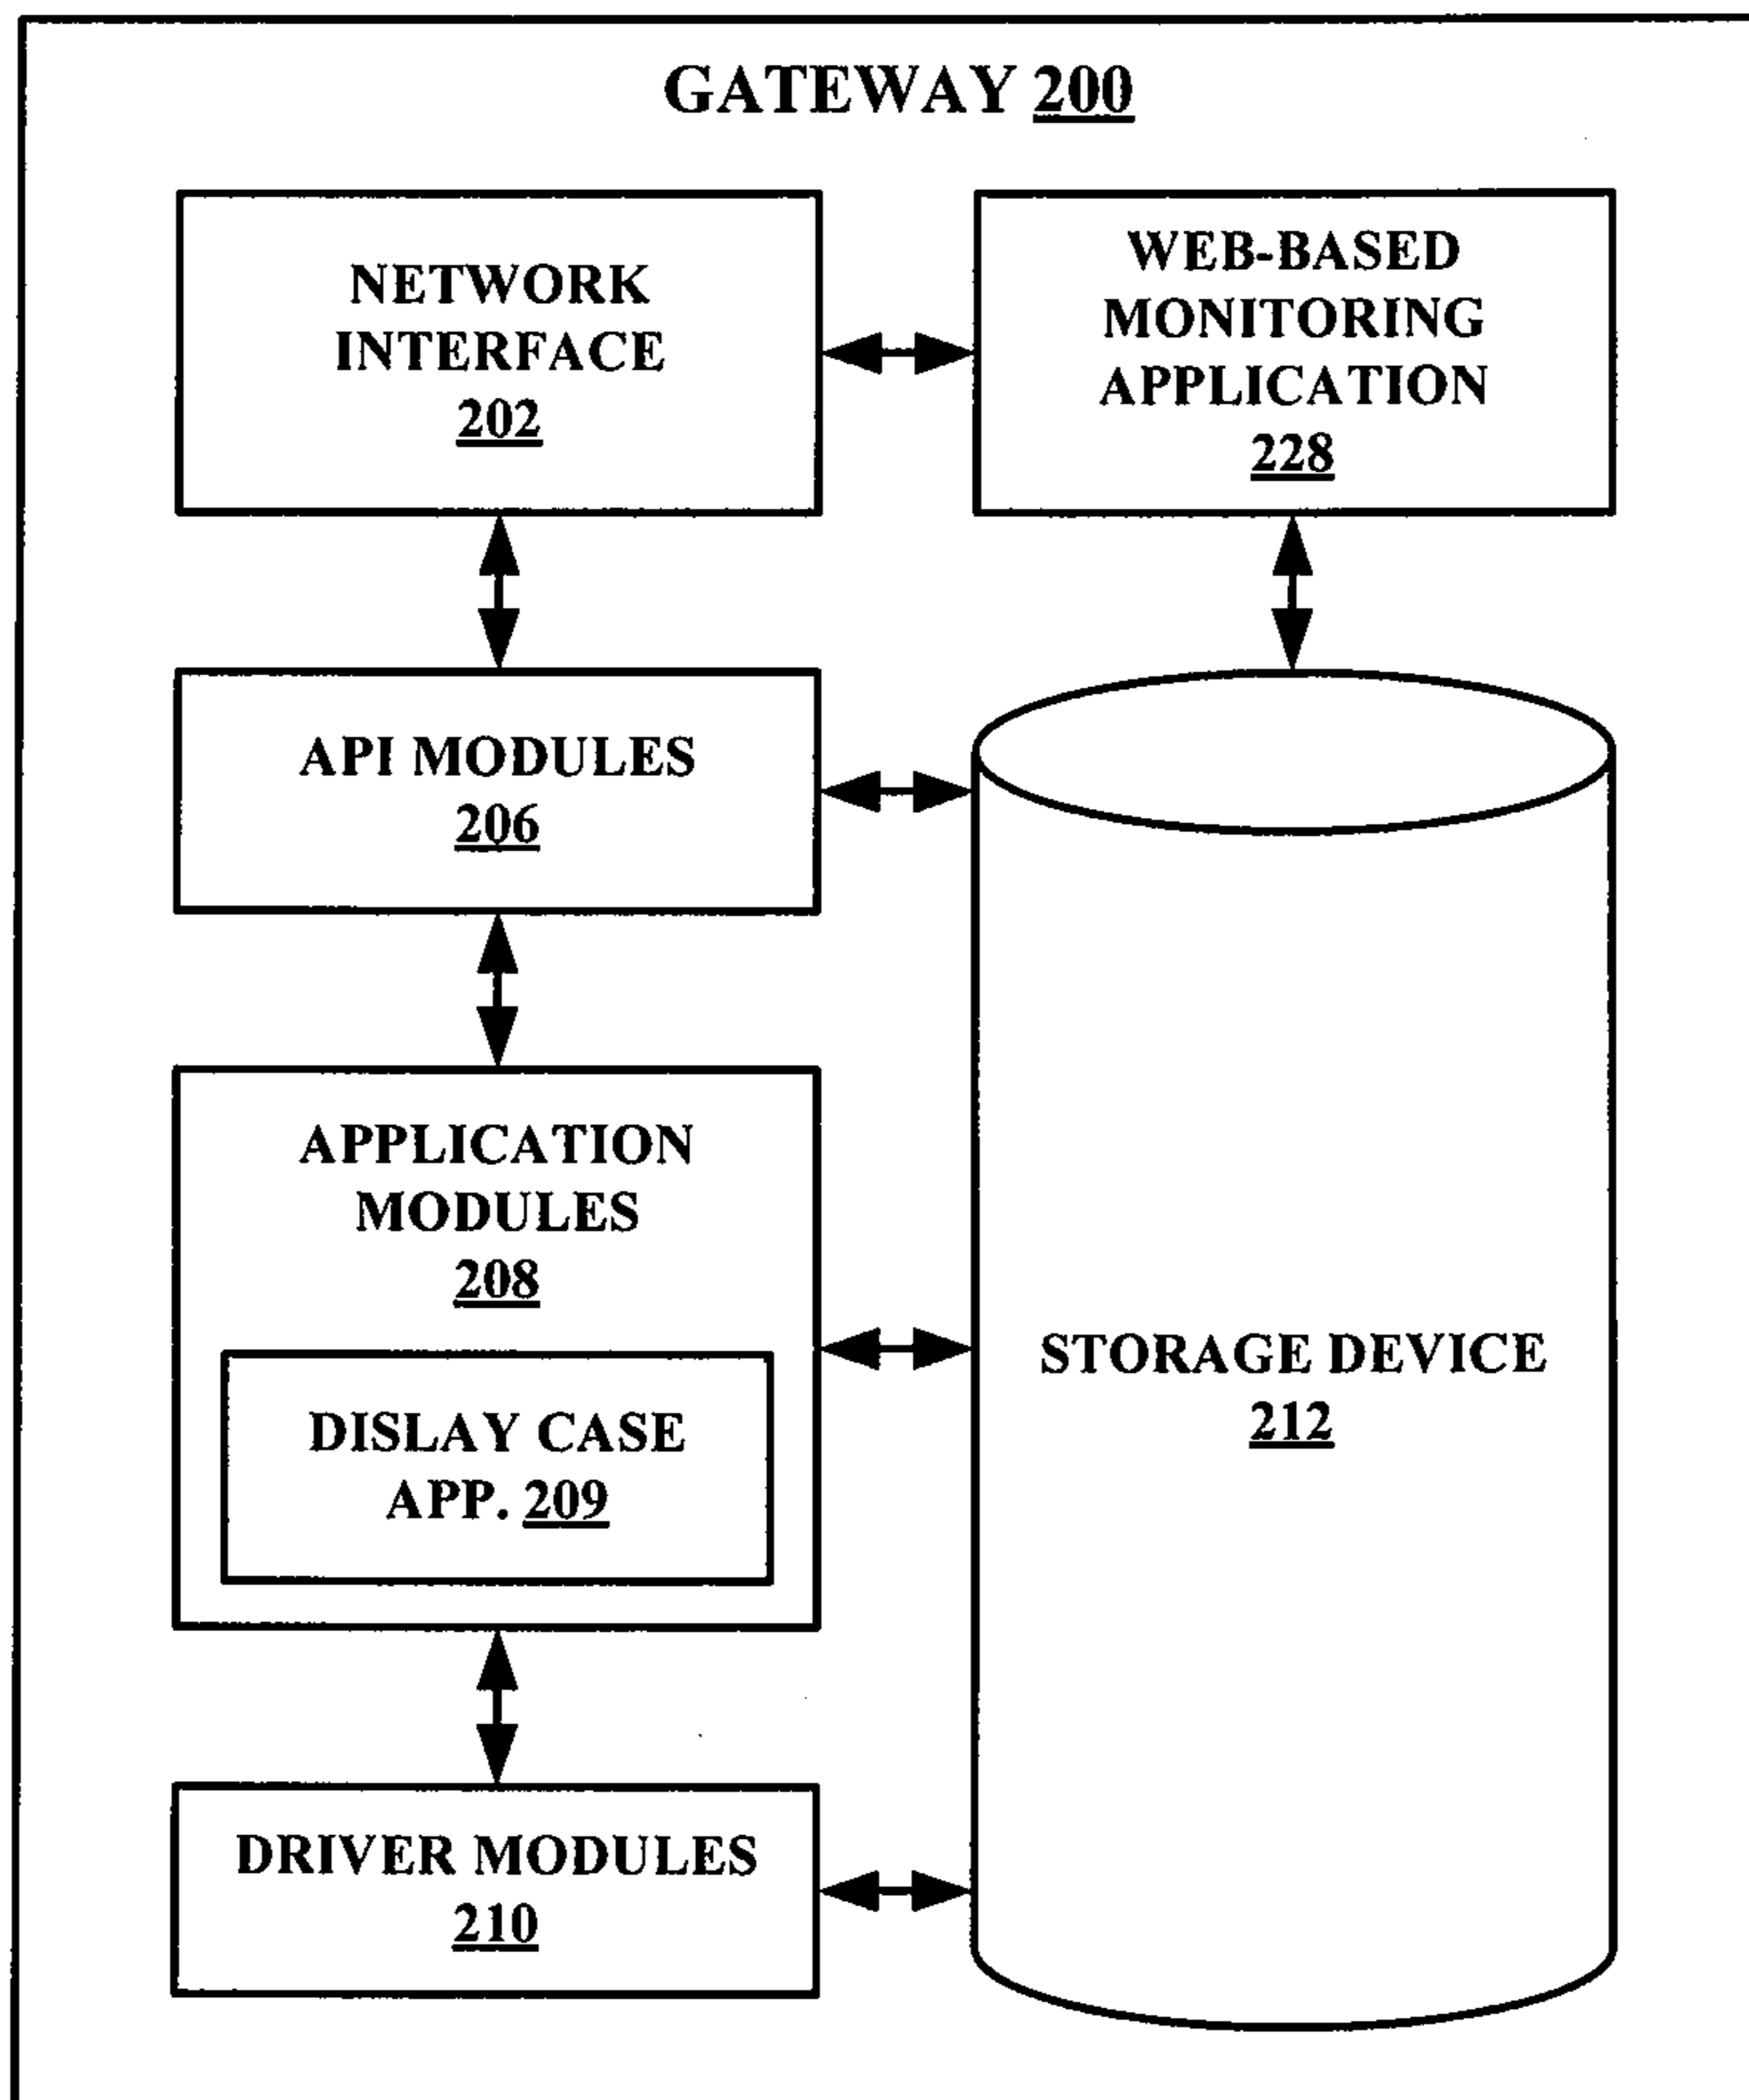 GATEWAY 200
NETWORK
INTERFACE
202
WEB-BASED
MONITORING
APPLICATION
228
API MODULES
206
APPLICATION
MODULES
208
DISLAY CASE
APP. 209
STORAGE DEVICE
212
DRIVER MODULES
210